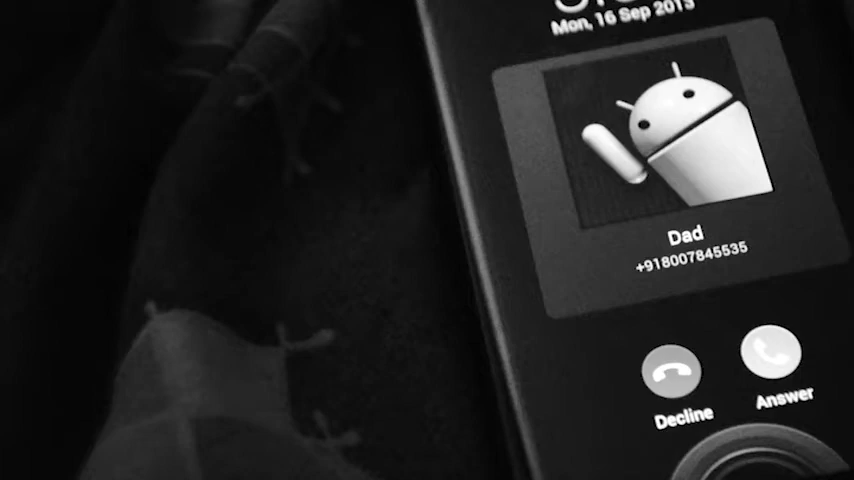 Mon, 16 Sep 2013
Dad
+918007845535
Decline
Answer